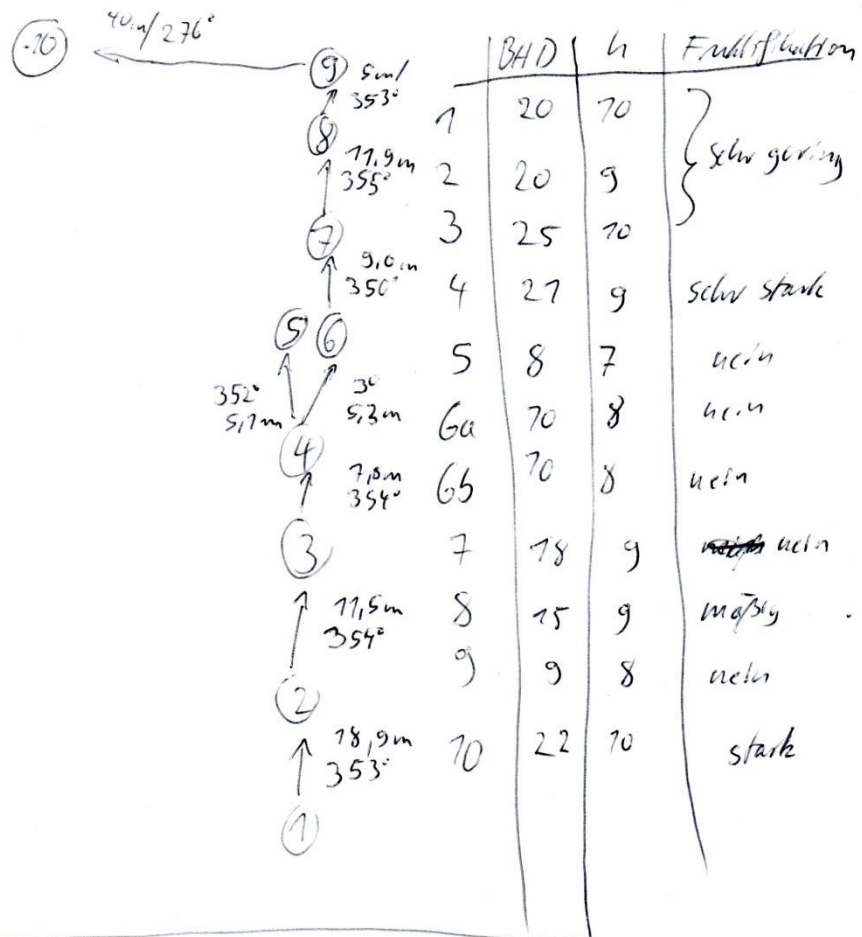 10 40m/276° 9 5m/ 353°
BHD h Fruktifikation
8 11,9m 355°
7 9,0m 350°
5 6
352° 5,1m 3° 5,3m
4 354°
3 11,5m 354°
2 18,9m 353°
1
1 20 10
2 20 9 sehr gering
3 25 10
4 21 9 sehr stark
5 8 7 nein
6a 10 8 nein
6b 10 8 nein
7 18 9 nein
8 15 9 mäßig
9 9 8 nein
10 22 10 stark